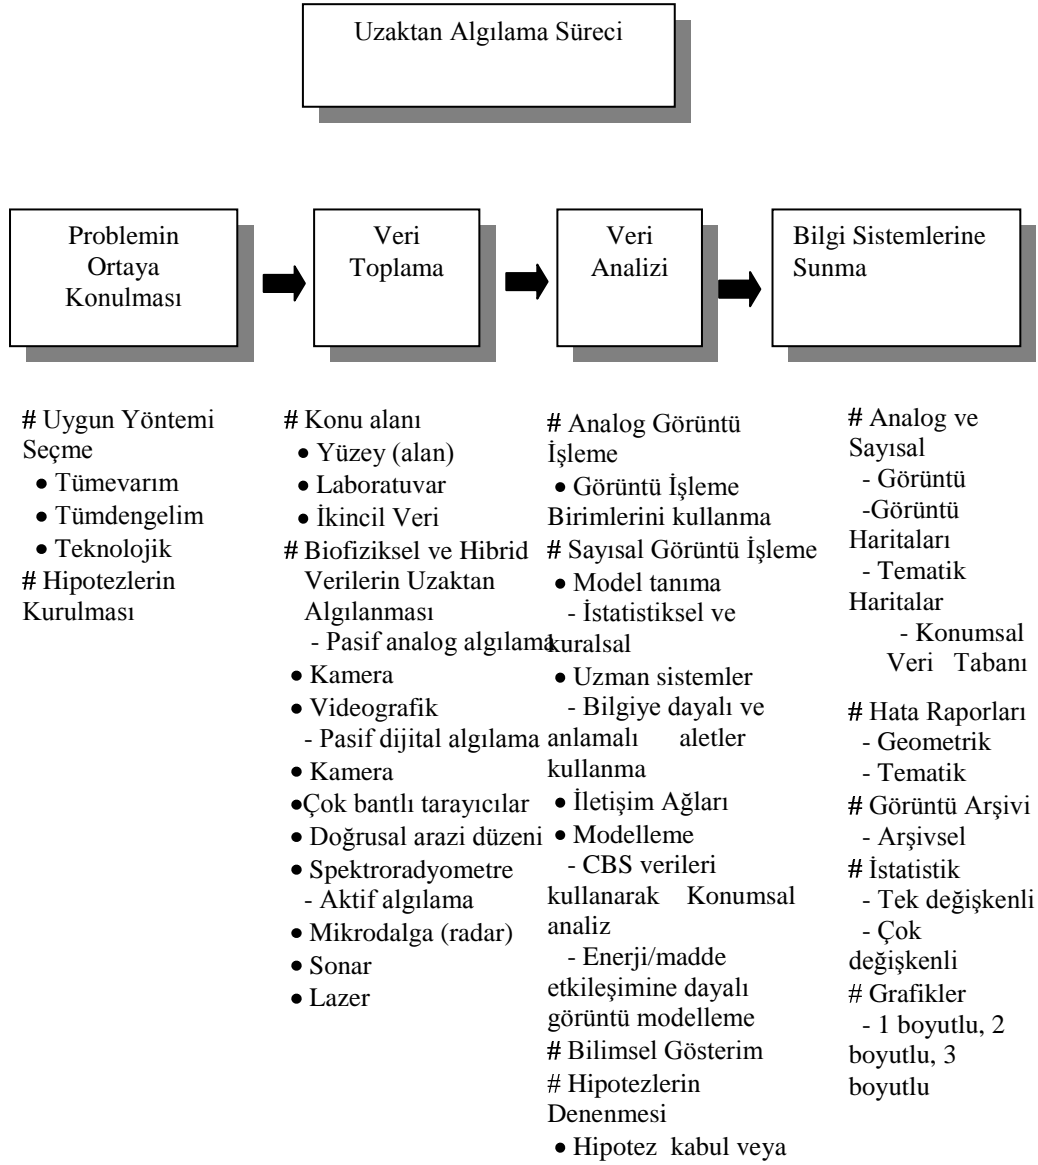 Uzaktan Algılama Süreci
Problemin
Ortaya
Konulması
Veri
Toplama
Veri
Analizi
Bilgi Sistemlerine
Sunma
# Uygun Yöntemi
Seçme
• Tümevarım
• Tümdengelim
• Teknolojik
# Hipotezlerin
Kurulması
# Konu alanı
• Yüzey (alan)
• Laboratuvar
• İkincil Veri
# Biofiziksel ve Hibrid
Verilerin Uzaktan
Algılanması
- Pasif analog algılama
• Kamera
• Videografik
- Pasif dijital algılama
• Kamera
•Çok bantlı tarayıcılar
• Doğrusal arazi düzeni
• Spektroradyometre
- Aktif algılama
• Mikrodalga (radar)
• Sonar
• Lazer
# Analog Görüntü
İşleme
• Görüntü İşleme
Birimlerini kullanma
# Sayısal Görüntü İşleme
• Model tanıma
- İstatistiksel ve
kuralsal
• Uzman sistemler
- Bilgiye dayalı ve
anlamalı aletler
kullanma
• İletişim Ağları
• Modelleme
- CBS verileri
kullanarak Konumsal
analiz
- Enerji/madde
etkileşimine dayalı
görüntü modelleme
# Bilimsel Gösterim
# Hipotezlerin
Denenmesi
• Hipotez kabul veya
# Analog ve
Sayısal
- Görüntü
-Görüntü
Haritaları
- Tematik
Haritalar
- Konumsal
Veri Tabanı
# Hata Raporları
- Geometrik
- Tematik
# Görüntü Arşivi
- Arşivsel
# İstatistik
- Tek değişkenli
- Çok
değişkenli
# Grafikler
- 1 boyutlu, 2
boyutlu, 3
boyutlu